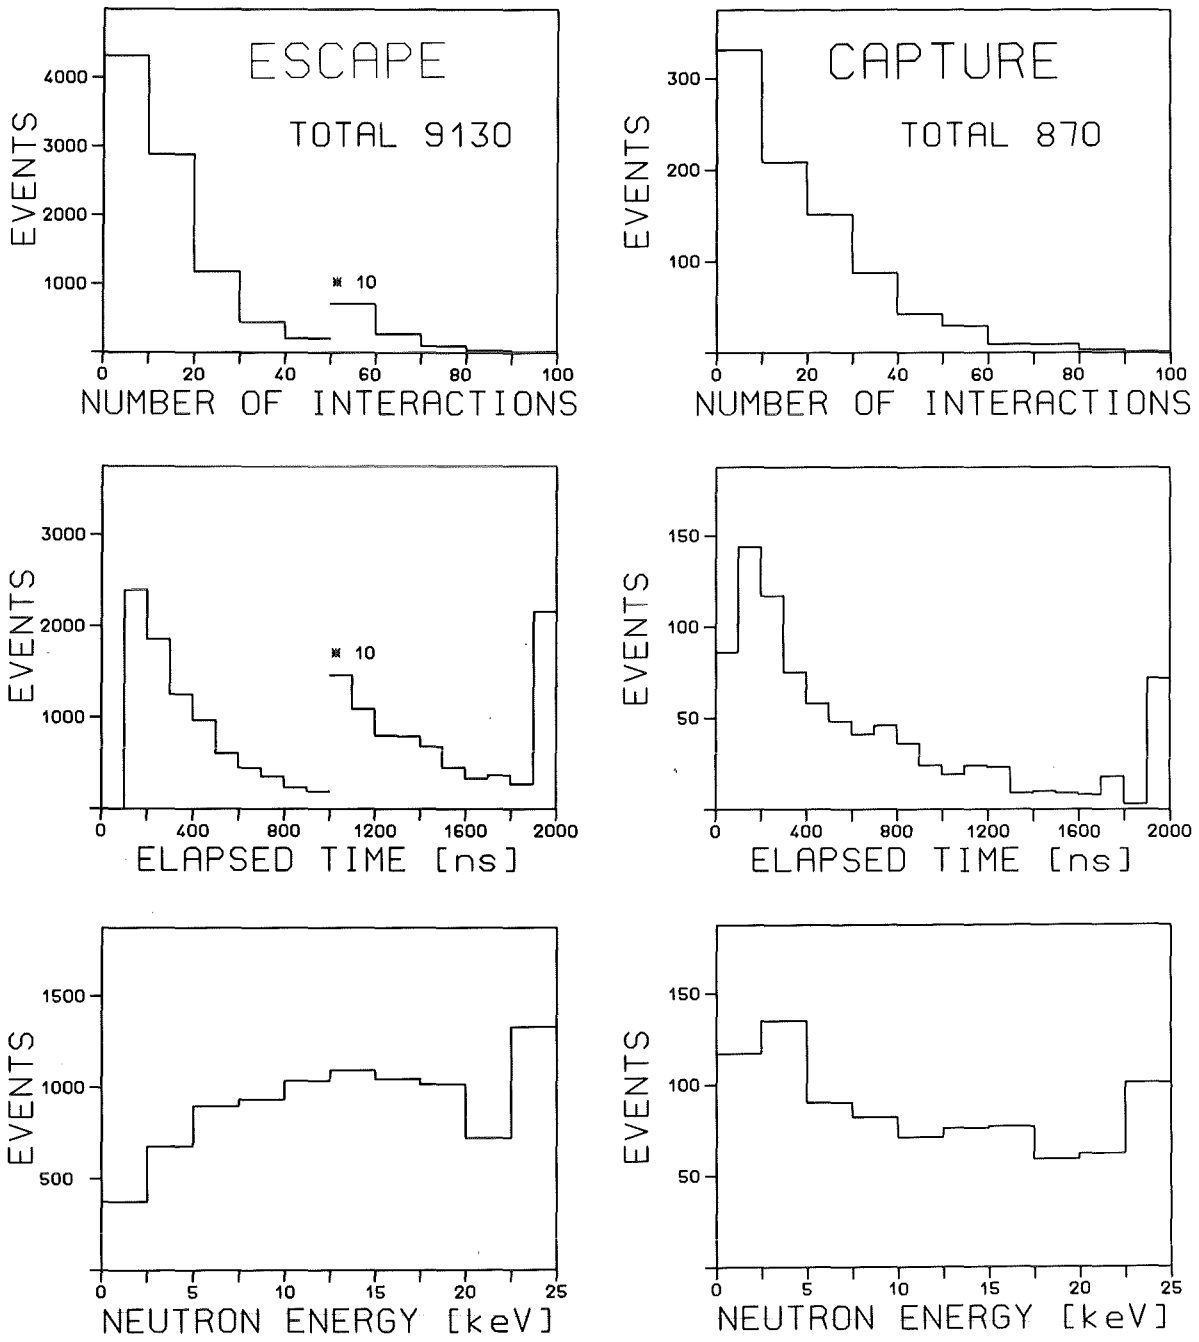 ESCAPE
TOTAL 9130
EVENTS
4000
3000
2000
1000
* 10
0 20 40 60 80 100
NUMBER OF INTERACTIONS
CAPTURE
TOTAL 870
EVENTS
300
200
100
0 20 40 60 80 100
NUMBER OF INTERACTIONS
EVENTS
3000
2000
1000
* 10
0 400 800 1200 1600 2000
ELAPSED TIME [ns]
EVENTS
150
100
50
0 400 800 1200 1600 2000
ELAPSED TIME [ns]
EVENTS
1500
1000
500
0 5 10 15 20 25
NEUTRON ENERGY [keV]
EVENTS
150
100
50
0 5 10 15 20 25
NEUTRON ENERGY [keV]